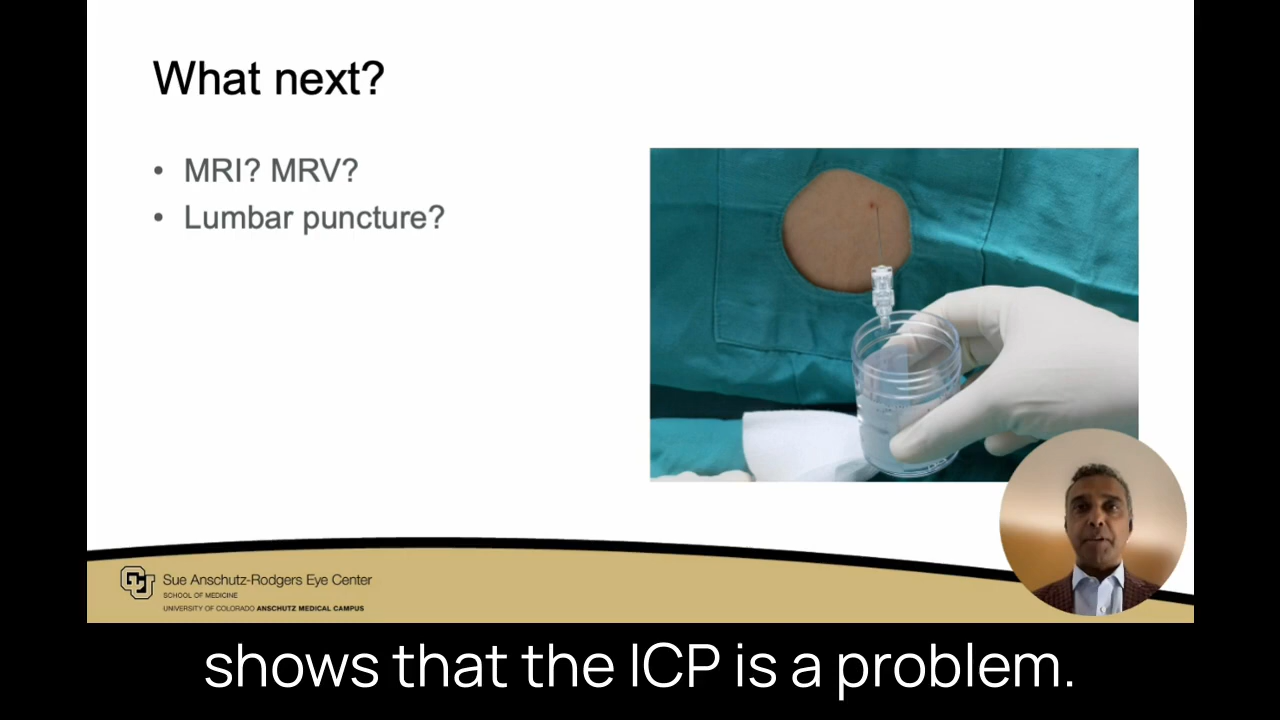 What next?
• MRI? MRV?
• Lumbar puncture?
Sue Anschutz-Rodgers Eye Center
SCHOOL OF MEDICINE
UNIVERSITY OF COLORADO ANSCHUTZ MEDICAL CAMPUS
shows that the ICP is a problem.